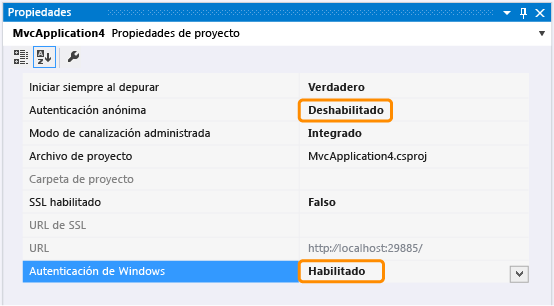 Propiedades
MvcApplication4 Propiedades de proyecto
Iniciar siempre al depurar Verdadero
Autenticación anónima Deshabilitado
Modo de canalización administrada Integrado
Archivo de proyecto MvcApplication4.csproj
Carpeta de proyecto
SSL habilitado Falso
URL de SSL
URL http://localhost:29885/
Autenticación de Windows Habilitado